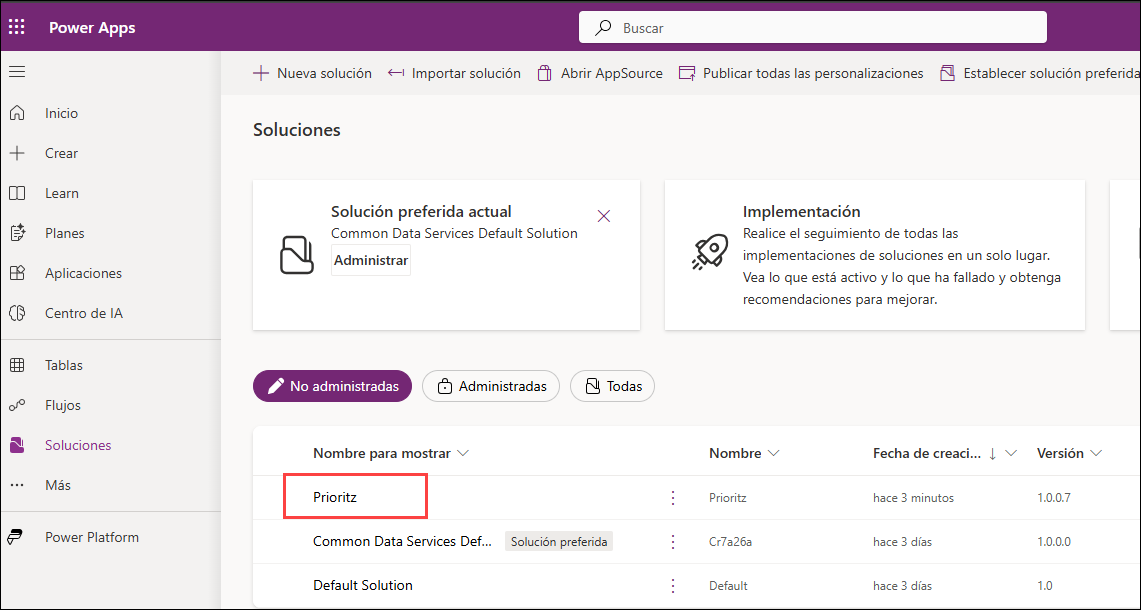 Power Apps
Buscar
Nueva solución
Importar solución
Abrir AppSource
Publicar todas las personalizaciones
Establecer solución preferida
Inicio
Crear
Learn
Planes
Aplicaciones
Centro de IA
Tablas
Flujos
Soluciones
Más
Power Platform
Soluciones
Solución preferida actual
Common Data Services Default Solution
Administrar
Implementación
Realice el seguimiento de todas las
implementaciones de soluciones en un solo lugar.
Vea lo que está activo y lo que ha fallado y obtenga
recomendaciones para mejorar.
No administradas
Administradas
Todas
Nombre para mostrar Nombre Fecha de creaci... Versión
Prioritz Prioritz hace 3 minutos 1.0.0.7
Common Data Services Def... Solución preferida Cr7a26a hace 3 días 1.0.0.0
Default Solution Default hace 3 días 1.0